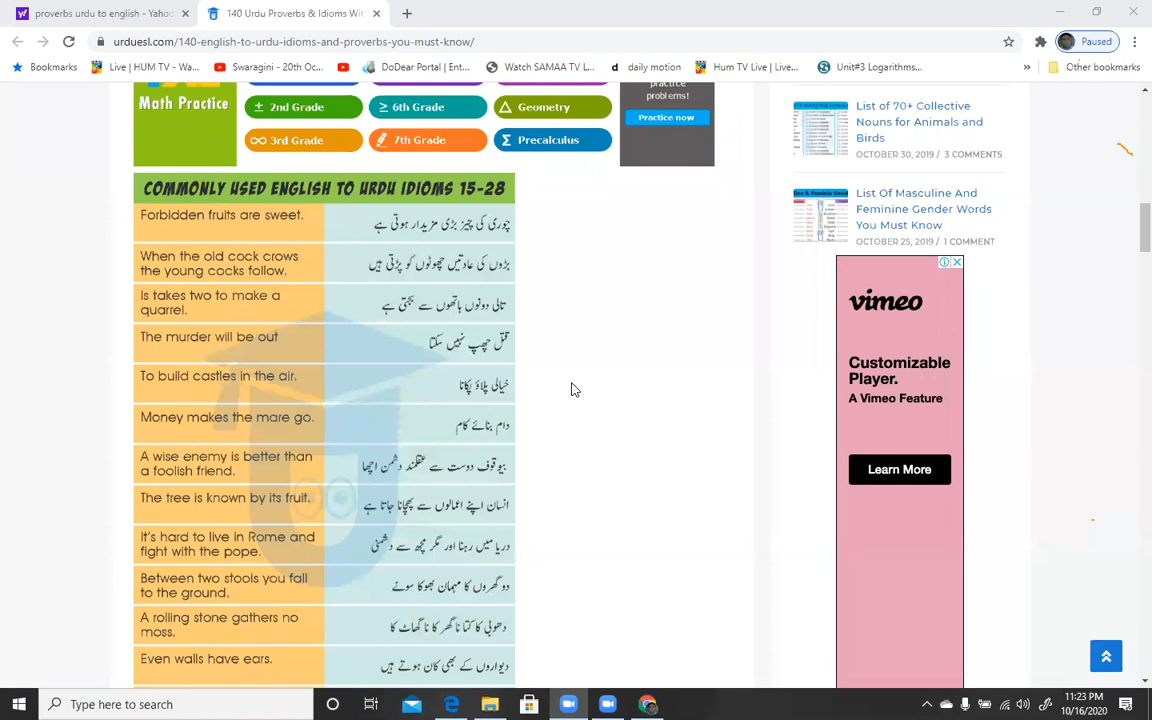 proverbs urdu to english - Yahoo
140 Urdu Proverbs & Idioms Wit
urduesl.com/140-english-to-urdu-idioms-and-proverbs-you-must-know/
Paused
Bookmarks
Live | HUM TV - Wa...
Swaragini - 20th Oc...
DoDear Portal | Ent...
Watch SAMAA TV L...
daily motion
Hum TV Live | Live...
Unit#3 Logarithms...
»
Other bookmarks
Math Practice
± 2nd Grade
≥ 6th Grade
△ Geometry
∞ 3rd Grade
7th Grade
Σ Precalculus
practice
problems!
Practice now
COMMONLY USED ENGLISH TO URDU IDIOMS 15-28
Forbidden fruits are sweet.
چوری کی چیز بڑی مزیدار ہوتی ہے
When the old cock crows
the young cocks follow.
بڑوں کی عادتیں چھوٹوں کو پڑتی ہیں
Is takes two to make a
quarrel.
تالی دونوں ہاتھوں سے بجتی ہے
The murder will be out
قتل چھپ نہیں سکتا
To build castles in the air.
خیالی پلاؤ پکانا
Money makes the mare go.
دام بنائے کام
A wise enemy is better than
a foolish friend.
بیوقوف دوست سے عقلمند دشمن اچھا
The tree is known by its fruit.
انسان اپنے اعمالوں سے پہچانا جاتا ہے
It's hard to live in Rome and
fight with the pope.
دریا میں رہنا اور مگر مچھ سے دشمنی
Between two stools you fall
to the ground.
دو گھروں کا مہمان بھوکا سوئے
A rolling stone gathers no
moss.
دھوبی کا کتا نا گھر کا نا گھاٹ کا
Even walls have ears.
دیواروں کے بھی کان ہوتے ہیں
List of 70+ Collective
Nouns for Animals and
Birds
OCTOBER 30, 2019 / 3 COMMENTS
List Of Masculine And
Feminine Gender Words
You Must Know
OCTOBER 25, 2019 / 1 COMMENT
vimeo
Customizable
Player.
A Vimeo Feature
Learn More
Type here to search
11:23 PM
10/16/2020